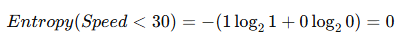 Entropy(Speed < 30) = −(1 log₂ 1 + 0 log₂ 0) = 0